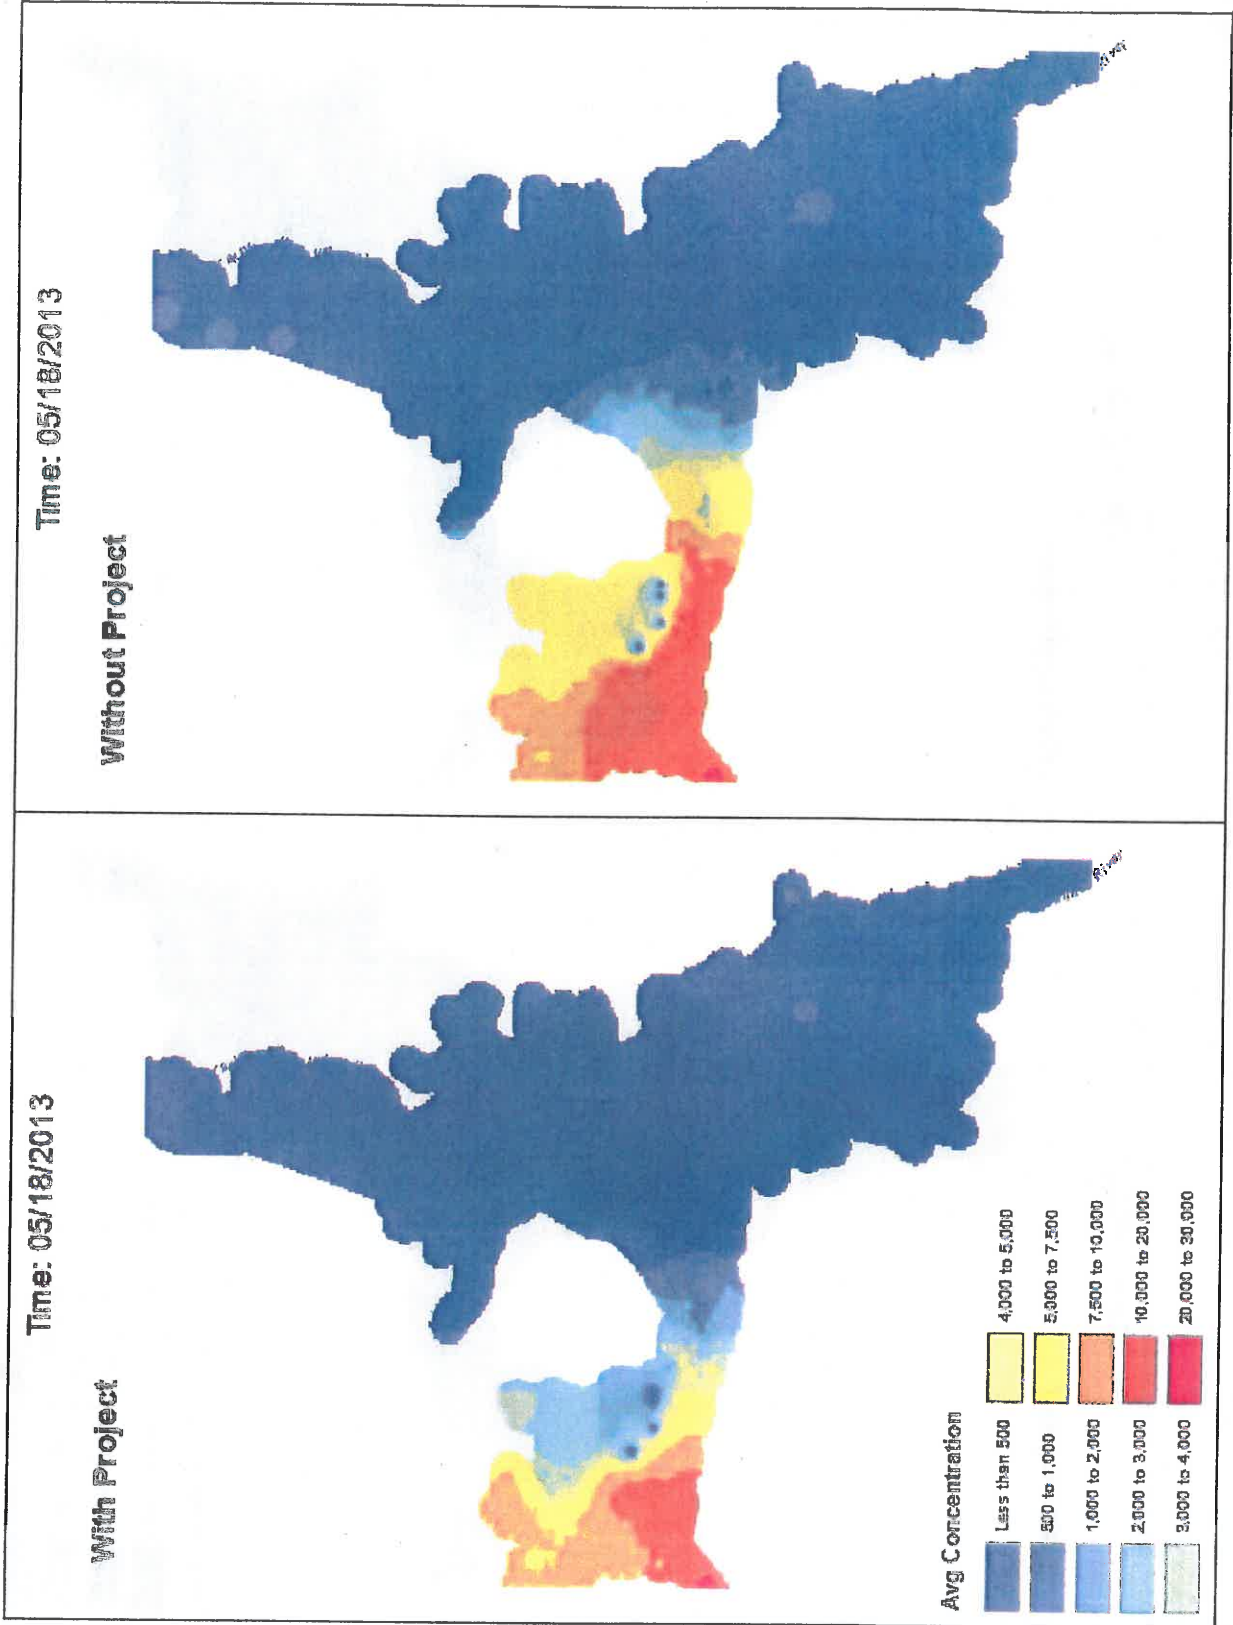 Time: 05/18/2013
With Project
River
Avg Concentration
Less than 500
500 to 1,000
1,000 to 2,000
2,000 to 3,000
3,000 to 4,000
4,000 to 5,000
5,000 to 7,500
7,500 to 10,000
10,000 to 20,000
20,000 to 30,000
Time: 05/18/2013
Without Project
River